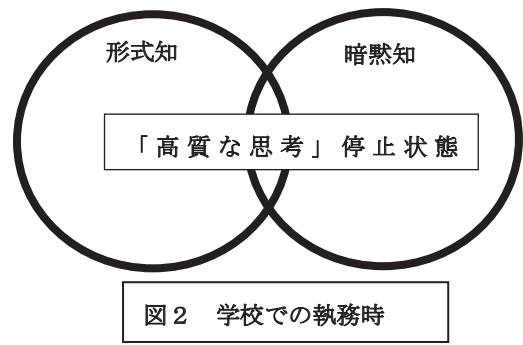 形式知
暗黙知
「高質な思考」停止状態
図２　学校での執務時